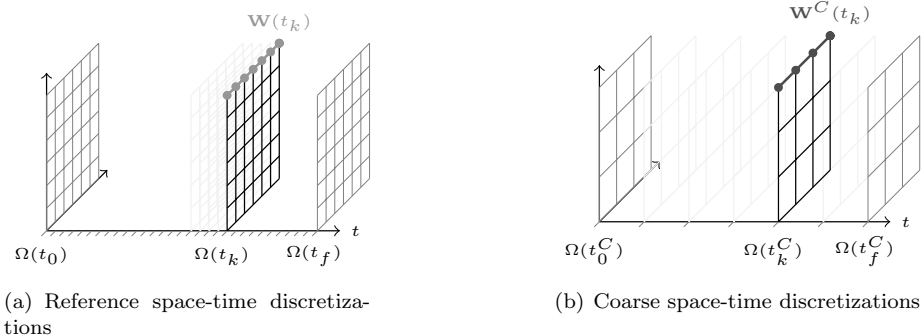 W(t_k)
t
Ω(t_0) Ω(t_k) Ω(t_f)
(a) Reference space-time discretiza-
tions
W^C(t_k)
t
Ω(t_0^C) Ω(t_k^C) Ω(t_f^C)
(b) Coarse space-time discretizations